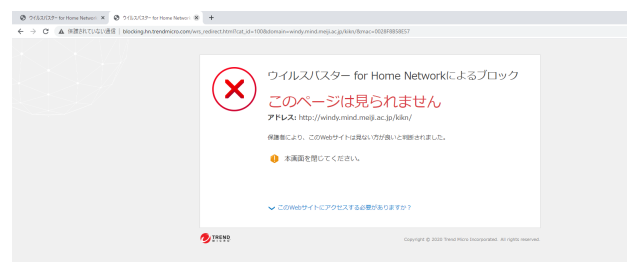 ウイルスバスター for Home Network
ウイルスバスター for Home Network
保護されていない通信
blocking.hn.trendmicro.com/wis_redirect.html?cat_id=100&domain=windy.mind.meiji.ac.jp/kikn/&mac=
ウイルスバスター for Home Networkによるブロック
このページは見られません
アドレス: http://windy.mind.meiji.ac.jp/kikn/
保護者により、このWebサイトは見ない方が良いと判断されました。
本画面を閉じてください。
このWebサイトにアクセスする必要がありますか？
TREND
MICRO
Copyright © 2020 Trend Micro Incorporated. All rights reserved.